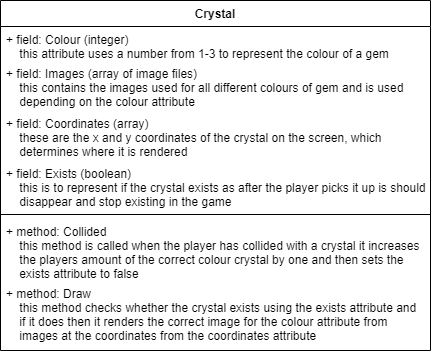 Crystal
+ field: Colour (integer)
this attribute uses a number from 1-3 to represent the colour of a gem
+ field: Images (array of image files)
this contains the images used for all different colours of gem and is used
depending on the colour attribute
+ field: Coordinates (array)
these are the x and y coordinates of the crystal on the screen, which
determines where it is rendered
+ field: Exists (boolean)
this is to represent if the crystal exists as after the player picks it up is should
disappear and stop existing in the game
+ method: Collided
this method is called when the player has collided with a crystal it increases
the players amount of the correct colour crystal by one and then sets the
exists attribute to false
+ method: Draw
this method checks whether the crystal exists using the exists attribute and
if it does then it renders the correct image for the colour attribute from
images at the coordinates from the coordinates attribute